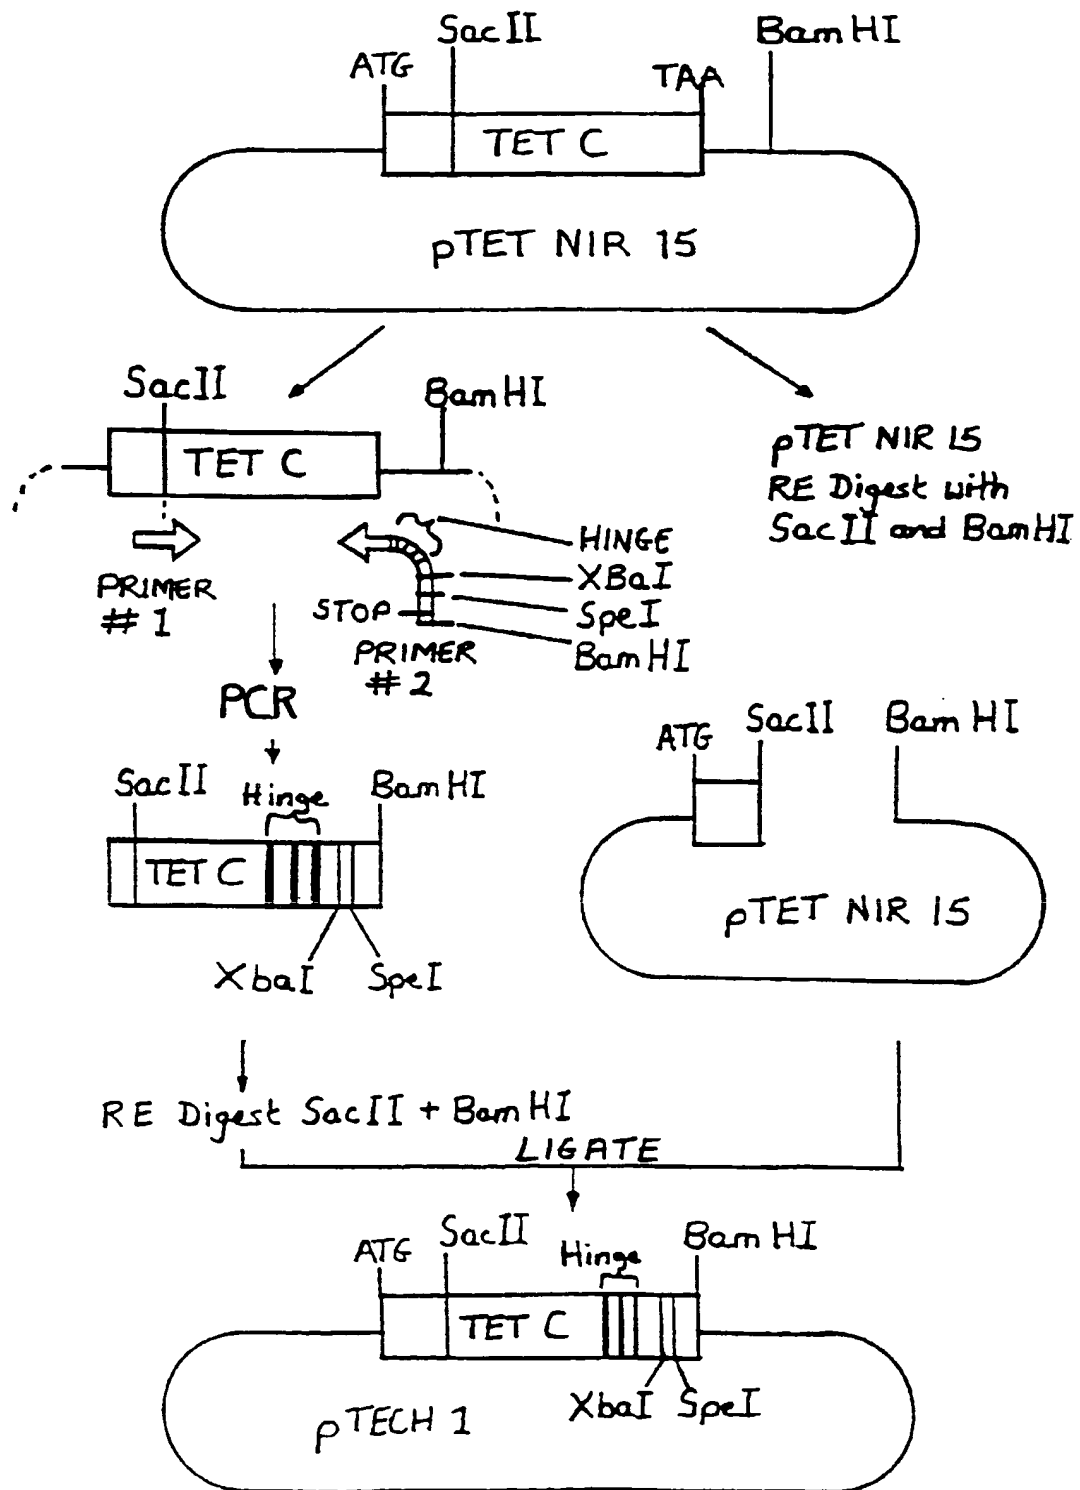 SacII
BamHI
ATG
TAA
TET C
pTET NIR 15
SacII
BamHI
TET C
pTET NIR 15
RE Digest with
SacII and BamHI
HINGE
XBaI
SpeI
BamHI
PRIMER
# 1
STOP
PRIMER
# 2
PCR
SacII
Hinge
BamHI
TET C
XbaI
SpeI
ATG
SacII
BamHI
pTET NIR 15
RE Digest SacII + BamHI
LIGATE
ATG
SacII
Hinge
BamHI
TET C
XbaI
SpeI
pTECH 1